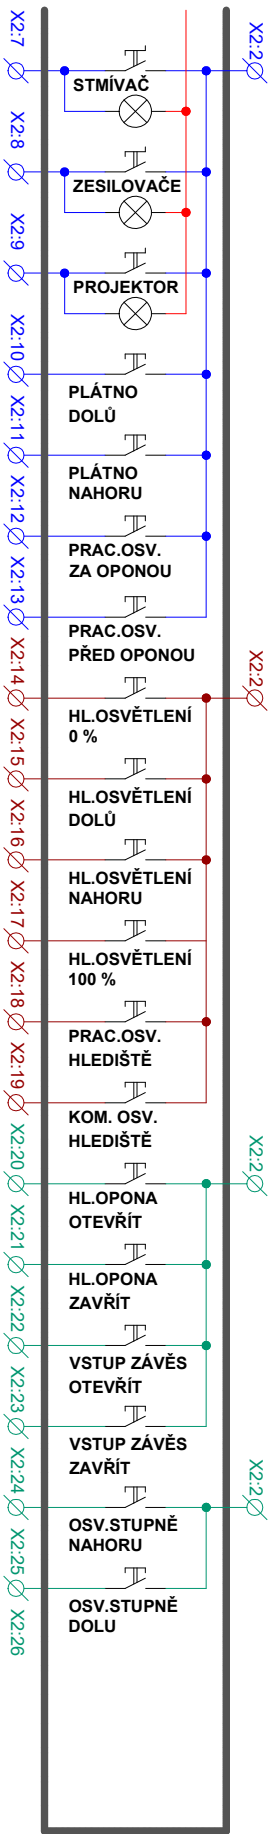 X2:7
X2:2
STMÍVAČ
X2:8
ZESILOVAČE
X2:9
PROJEKTOR
X2:10
PLÁTNO
DOLŮ
X2:11
PLÁTNO
NAHORU
X2:12
PRAC.OSV.
ZA OPONOU
X2:13
PRAC.OSV.
PŘED OPONOU
X2:14
X2:2
HL.OSVĚTLENÍ
0 %
X2:15
HL.OSVĚTLENÍ
DOLŮ
X2:16
HL.OSVĚTLENÍ
NAHORU
X2:17
HL.OSVĚTLENÍ
100 %
X2:18
PRAC.OSV.
HLEDIŠTĚ
X2:19
KOM. OSV.
HLEDIŠTĚ
X2:20
X2:2
HL.OPONA
OTEVŘÍT
X2:21
HL.OPONA
ZAVŘÍT
X2:22
VSTUP ZÁVĚS
OTEVŘÍT
X2:23
VSTUP ZÁVĚS
ZAVŘÍT
X2:24
X2:2
OSV.STUPNĚ
NAHORU
X2:25
OSV.STUPNĚ
DOLU
X2:26